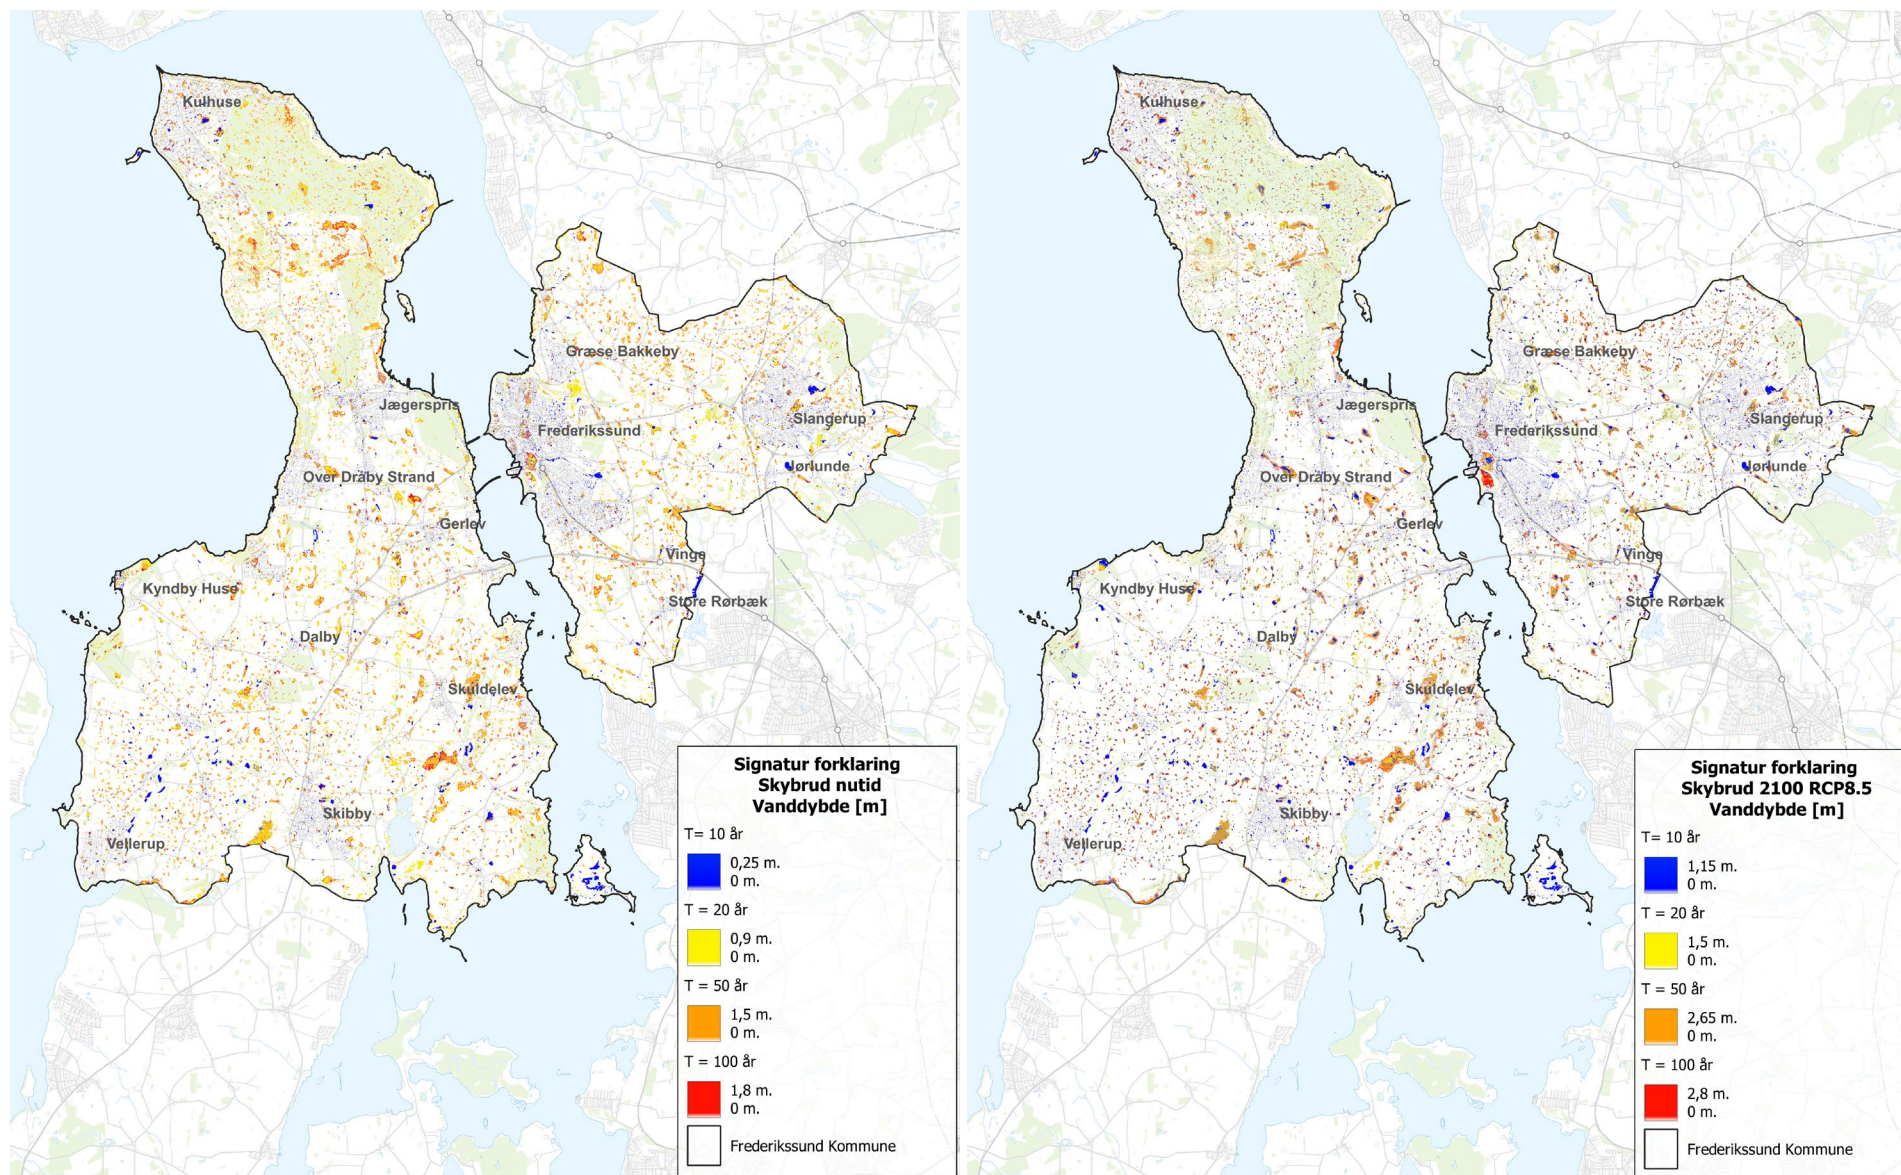 Kulhuse
Græse Bakkeby
Jægerspris
Slangerup
Frederikssund
Jørlunde
Over Dråby Strand
Gerlev
Vinge
Kyndby Huse
Store Rørbæk
Dalby
Skuldelev
Skibby
Vellerup
Signatur forklaring
Skybrud nutid
Vanddybde [m]
T= 10 år
0,25 m.
0 m.
T = 20 år
0,9 m.
0 m.
T = 50 år
1,5 m.
0 m.
T = 100 år
1,8 m.
0 m.
Frederikssund Kommune
Kulhuse
Græse Bakkeby
Jægerspris
Slangerup
Frederikssund
Jørlunde
Over Dråby Strand
Gerlev
Vinge
Kyndby Huse
Store Rørbæk
Dalby
Skuldelev
Skibby
Vellerup
Signatur forklaring
Skybrud 2100 RCP8.5
Vanddybde [m]
T= 10 år
1,15 m.
0 m.
T = 20 år
1,5 m.
0 m.
T = 50 år
2,65 m.
0 m.
T = 100 år
2,8 m.
0 m.
Frederikssund Kommune